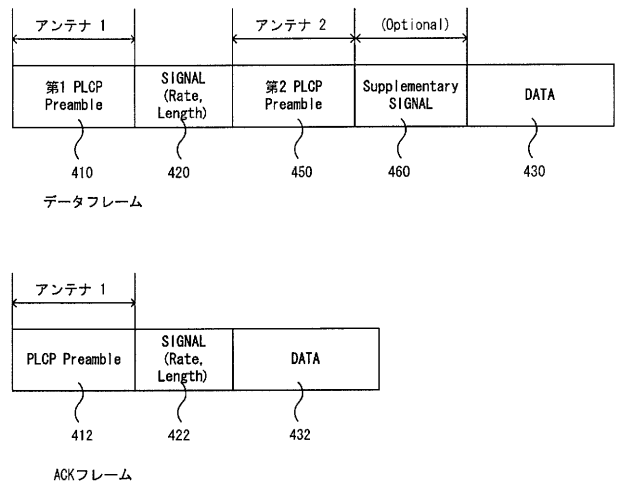 アンテナ 1
アンテナ 2
(Optional)
第1 PLCP
Preamble
SIGNAL
(Rate,
Length)
第2 PLCP
Preamble
Supplementary
SIGNAL
DATA
410
420
450
460
430
データフレーム
アンテナ 1
PLCP Preamble
SIGNAL
(Rate,
Length)
DATA
412
422
432
ACKフレーム